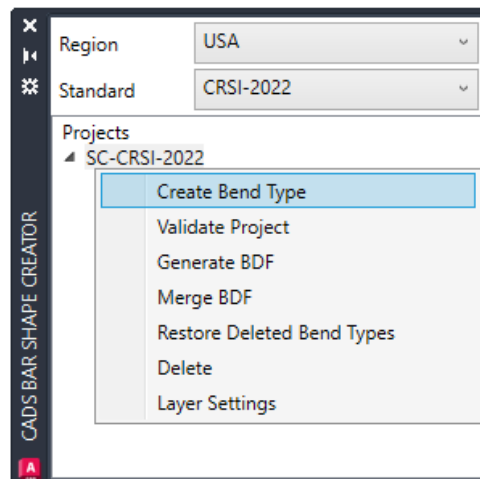 Region USA
Standard CRSI-2022
Projects
SC-CRSI-2022
Create Bend Type
Validate Project
Generate BDF
Merge BDF
Restore Deleted Bend Types
Delete
Layer Settings
CADS BAR SHAPE CREATOR
A